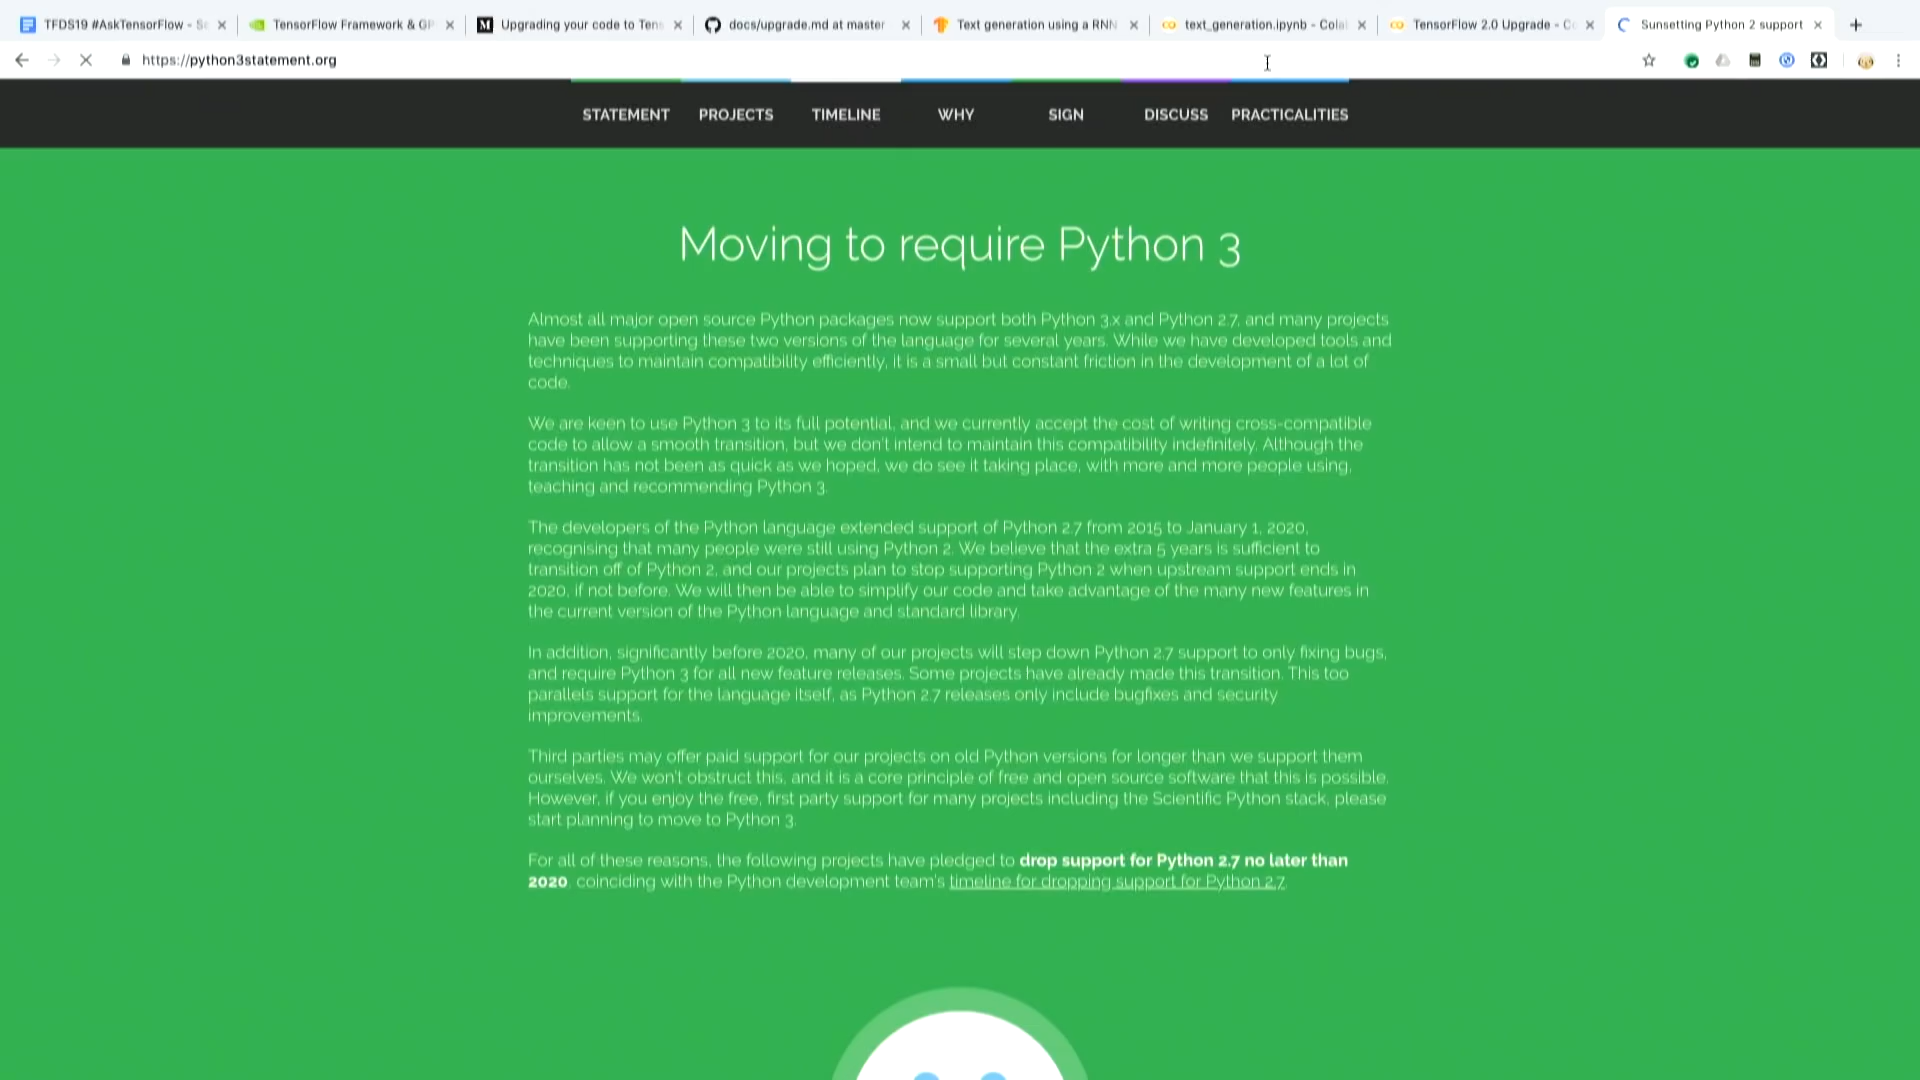 TFDS19 #AskTensorFlow - S
TensorFlow Framework & GP
Upgrading your code to Tens
docs/upgrade.md at master
Text generation using a RNN
text_generation.ipynb - Colab
TensorFlow 2.0 Upgrade - C
Sunsetting Python 2 support
https://python3statement.org
STATEMENT PROJECTS TIMELINE WHY SIGN DISCUSS PRACTICALITIES
Moving to require Python 3
Almost all major open source Python packages now support both Python 3.x and Python 2.7, and many projects
have been supporting these two versions of the language for several years. While we have developed tools and
techniques to maintain compatibility efficiently, it is a small but constant friction in the development of a lot of
code.
We are keen to use Python 3 to its full potential, and we currently accept the cost of writing cross-compatible
code to allow a smooth transition, but we don't intend to maintain this compatibility indefinitely. Although the
transition has not been as quick as we hoped, we do see it taking place, with more and more people using,
teaching and recommending Python 3.
The developers of the Python language extended support of Python 2.7 from 2015 to January 1, 2020,
recognising that many people were still using Python 2. We believe that the extra 5 years is sufficient to
transition off of Python 2, and our projects plan to stop supporting Python 2 when upstream support ends in
2020, if not before. We will then be able to simplify our code and take advantage of the many new features in
the current version of the Python language and standard library.
In addition, significantly before 2020, many of our projects will step down Python 2.7 support to only fixing bugs,
and require Python 3 for all new feature releases. Some projects have already made this transition. This too
parallels support for the language itself, as Python 2.7 releases only include bugfixes and security
improvements.
Third parties may offer paid support for our projects on old Python versions for longer than we support them
ourselves. We won't obstruct this, and it is a core principle of free and open source software that this is possible.
However, if you enjoy the free, first party support for many projects including the Scientific Python stack, please
start planning to move to Python 3.
For all of these reasons, the following projects have pledged to drop support for Python 2.7 no later than
2020, coinciding with the Python development team's timeline for dropping support for Python 2.7.